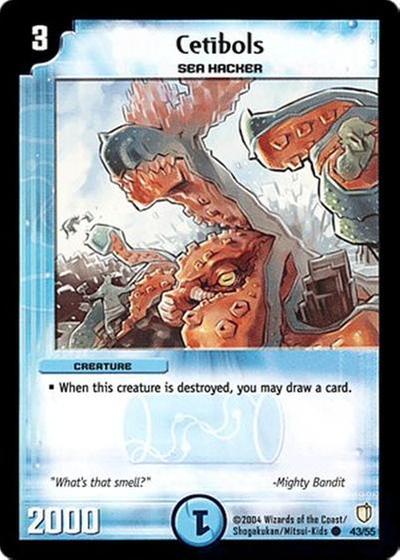 3
Cetibols
SEA HACKER
CREATURE
▪ When this creature is destroyed, you may draw a card.
"What's that smell?" -Mighty Bandit
2000
1
©2004 Wizards of the Coast/
Shogakukan/Mitsui-Kids ● 43/55